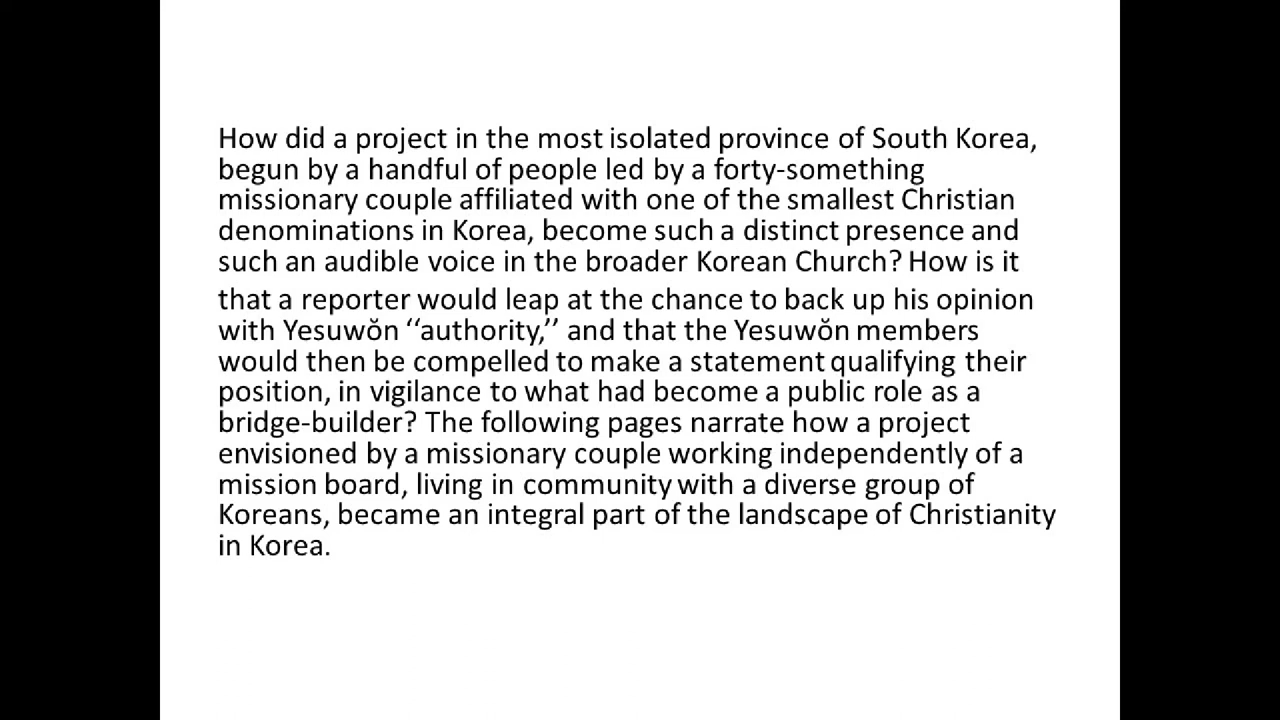 How did a project in the most isolated province of South Korea,
begun by a handful of people led by a forty-something
missionary couple affiliated with one of the smallest Christian
denominations in Korea, become such a distinct presence and
such an audible voice in the broader Korean Church? How is it
that a reporter would leap at the chance to back up his opinion
with Yesuwŏn ‘‘authority,’’ and that the Yesuwŏn members
would then be compelled to make a statement qualifying their
position, in vigilance to what had become a public role as a
bridge-builder? The following pages narrate how a project
envisioned by a missionary couple working independently of a
mission board, living in community with a diverse group of
Koreans, became an integral part of the landscape of Christianity
in Korea.